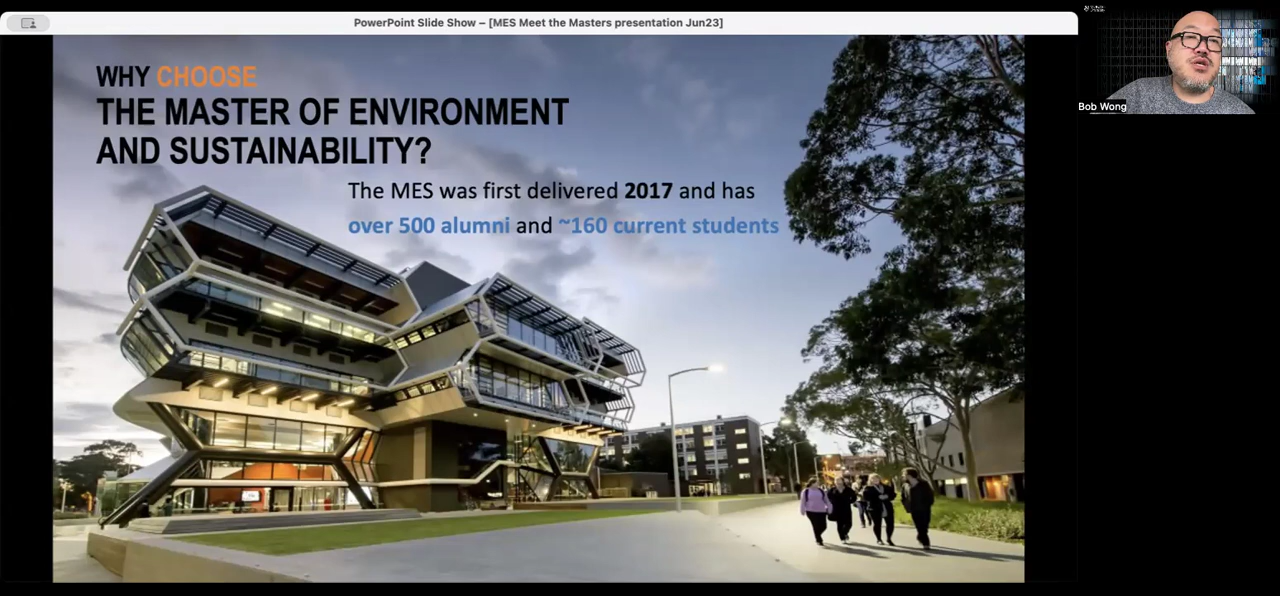 PowerPoint Slide Show – [MES Meet the Masters presentation Jun23]
WHY CHOOSE
THE MASTER OF ENVIRONMENT
AND SUSTAINABILITY?
The MES was first delivered 2017 and has
over 500 alumni and ~160 current students
Bob Wong